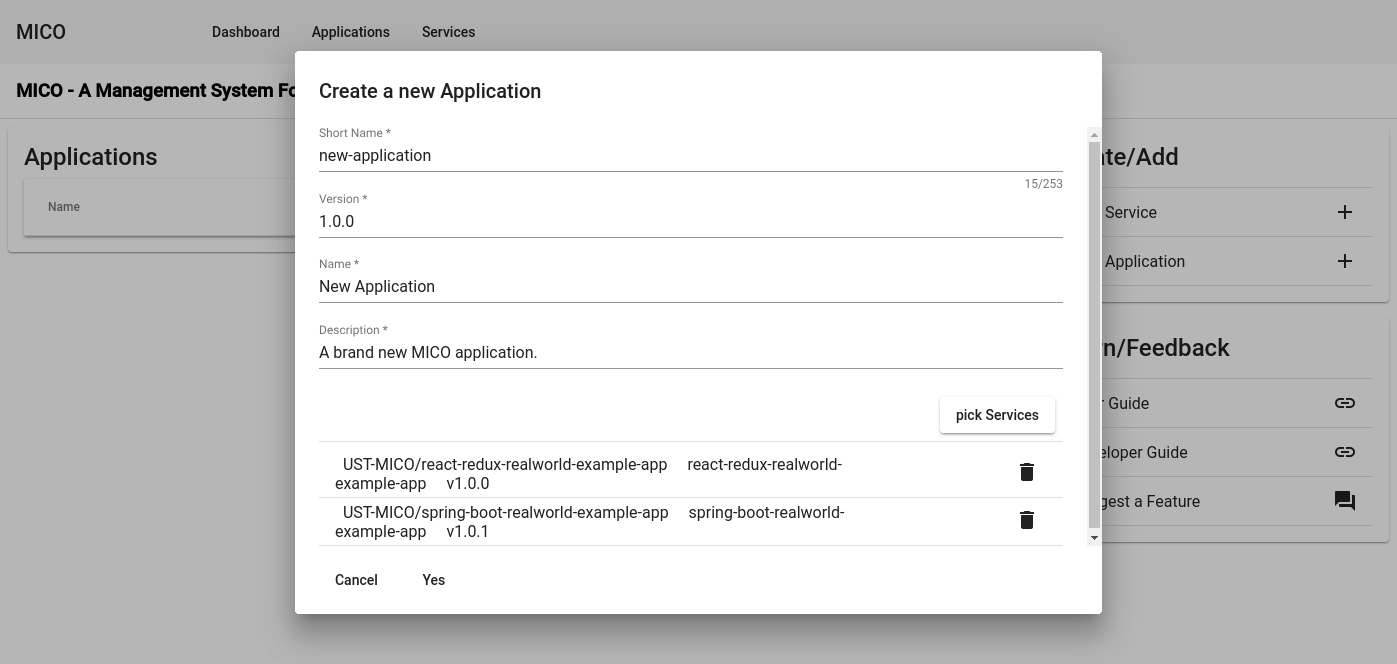 MICO
Dashboard Applications Services
MICO - A Management System Fo
Applications
Name
Create a new Application
Short Name *
new-application
15/253
Version *
1.0.0
Name *
New Application
Description *
A brand new MICO application.
pick Services
UST-MICO/react-redux-realworld-example-app react-redux-realworld-
example-app v1.0.0
UST-MICO/spring-boot-realworld-example-app spring-boot-realworld-
example-app v1.0.1
Cancel Yes
te/Add
Service
Application
n/Feedback
r Guide
eloper Guide
gest a Feature